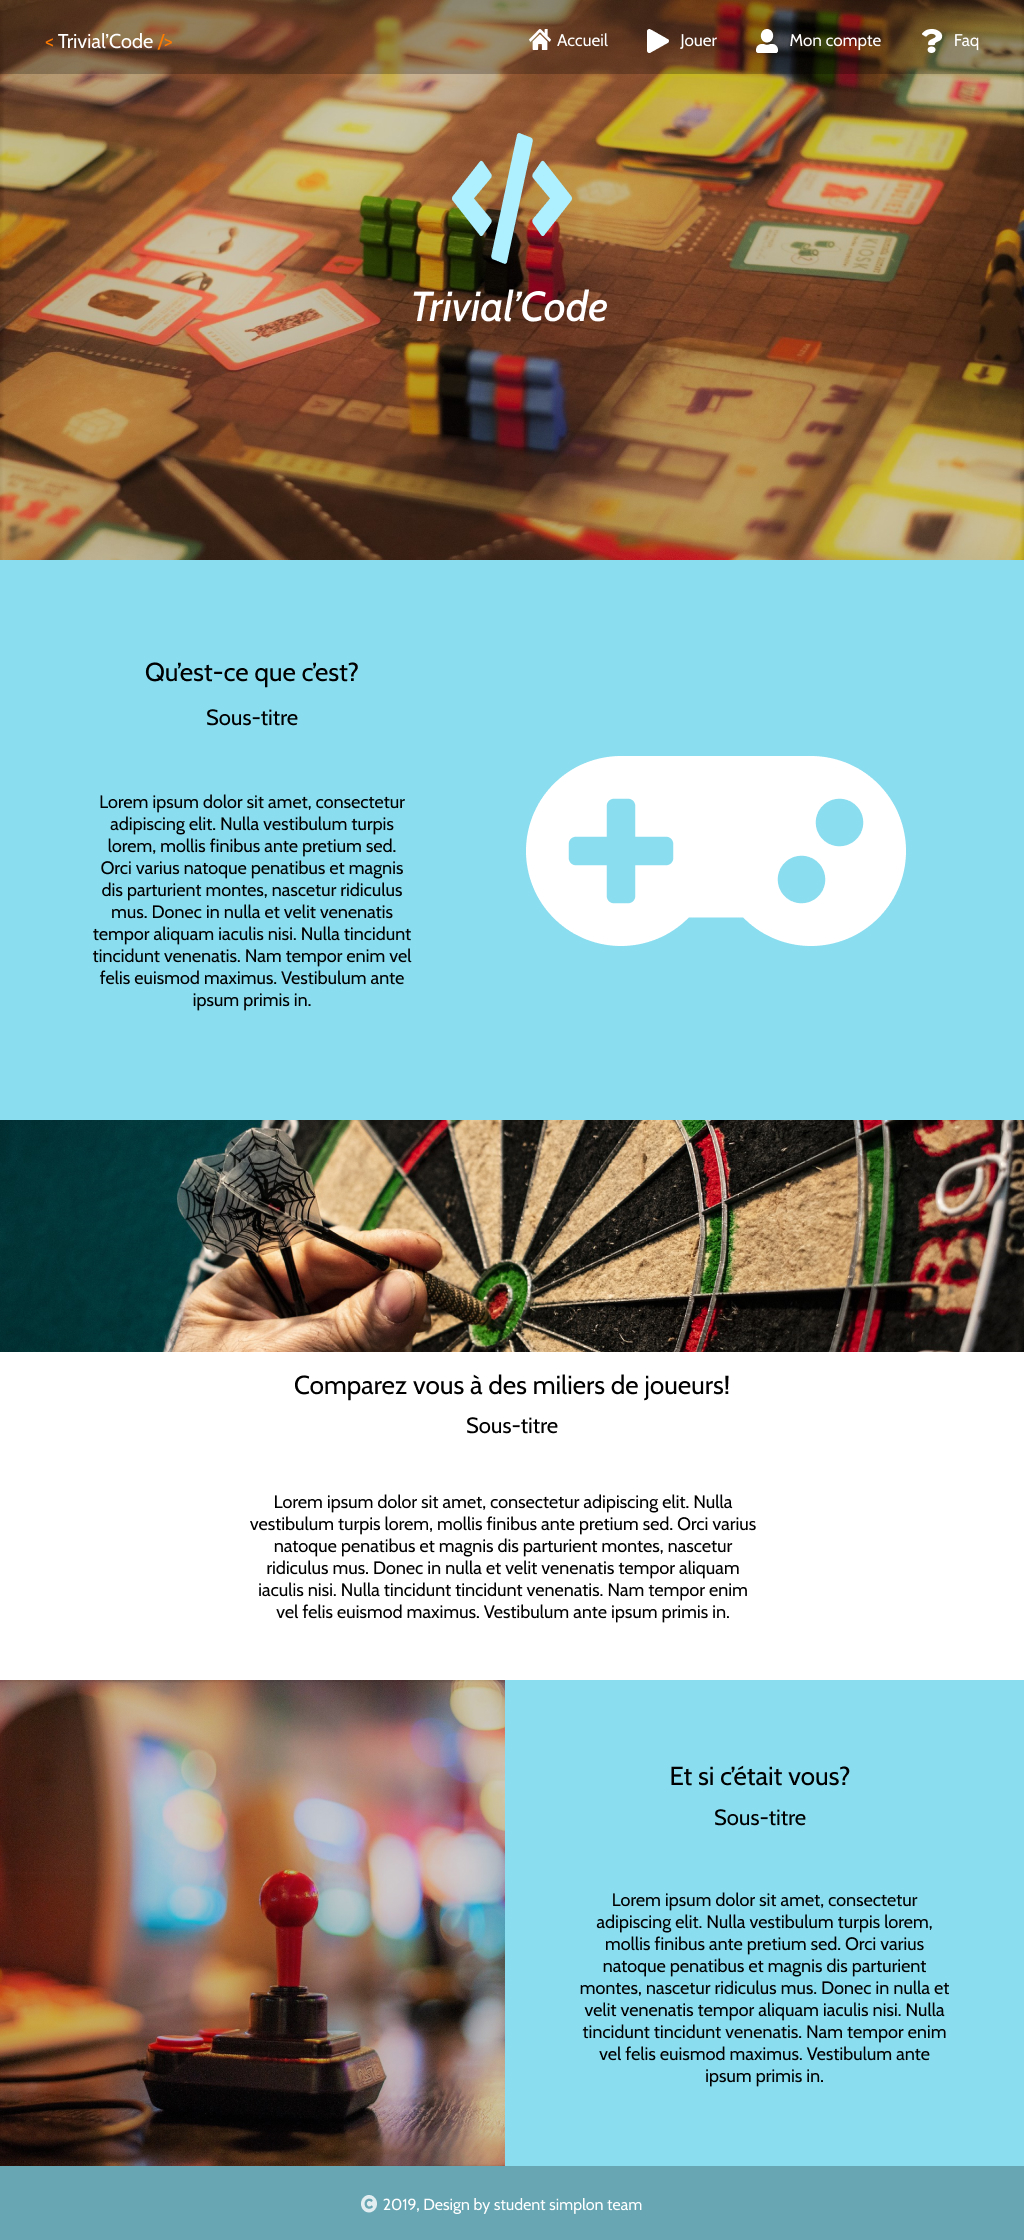 < Trivial'Code />
Accueil
Jouer
Mon compte
Faq
</>
Trivial'Code
KIOSK
Qu'est-ce que c'est?
Sous-titre
Lorem ipsum dolor sit amet, consectetur
adipiscing elit. Nulla vestibulum turpis
lorem, mollis finibus ante pretium sed.
Orci varius natoque penatibus et magnis
dis parturient montes, nascetur ridiculus
mus. Donec in nulla et velit venenatis
tempor aliquam iaculis nisi. Nulla tincidunt
tincidunt venenatis. Nam tempor enim vel
felis euismod maximus. Vestibulum ante
ipsum primis in.
Comparez vous à des miliers de joueurs!
Sous-titre
Lorem ipsum dolor sit amet, consectetur adipiscing elit. Nulla
vestibulum turpis lorem, mollis finibus ante pretium sed. Orci varius
natoque penatibus et magnis dis parturient montes, nascetur
ridiculus mus. Donec in nulla et velit venenatis tempor aliquam
iaculis nisi. Nulla tincidunt tincidunt venenatis. Nam tempor enim
vel felis euismod maximus. Vestibulum ante ipsum primis in.
Et si c'était vous?
Sous-titre
Lorem ipsum dolor sit amet, consectetur
adipiscing elit. Nulla vestibulum turpis lorem,
mollis finibus ante pretium sed. Orci varius
natoque penatibus et magnis dis parturient
montes, nascetur ridiculus mus. Donec in nulla et
velit venenatis tempor aliquam iaculis nisi. Nulla
tincidunt tincidunt venenatis. Nam tempor enim
vel felis euismod maximus. Vestibulum ante
ipsum primis in.
© 2019, Design by student simplon team